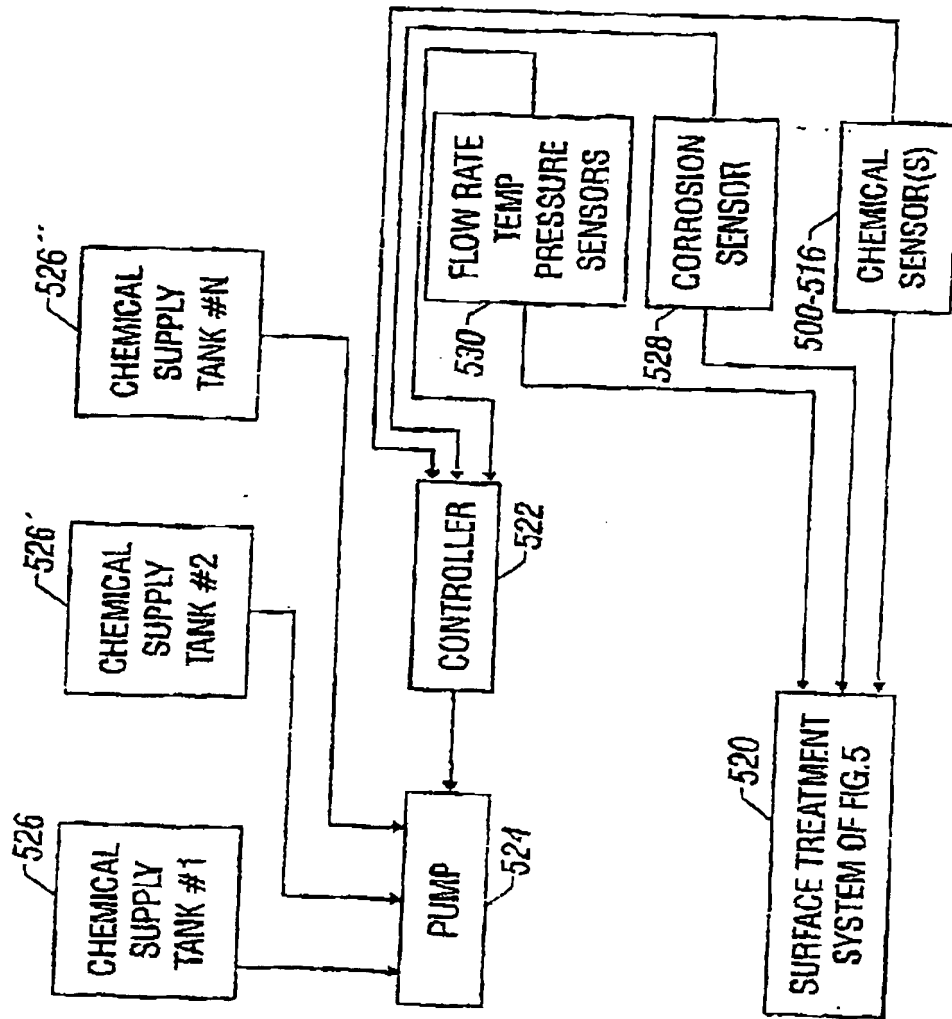 526
CHEMICAL
SUPPLY
TANK #1
526'
CHEMICAL
SUPPLY
TANK #2
526''
CHEMICAL
SUPPLY
TANK #N
PUMP
524
CONTROLLER
522
FLOW RATE
TEMP
PRESSURE
SENSORS
530
CORROSION
SENSOR
528
CHEMICAL
SENSOR(S)
500-516
520
SURFACE TREATMENT
SYSTEM OF FIG.5